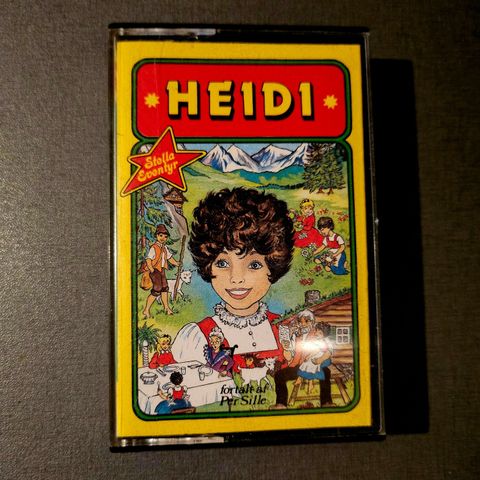 HEIDI
Stella
Eventyr
fortalt af
Per Sille